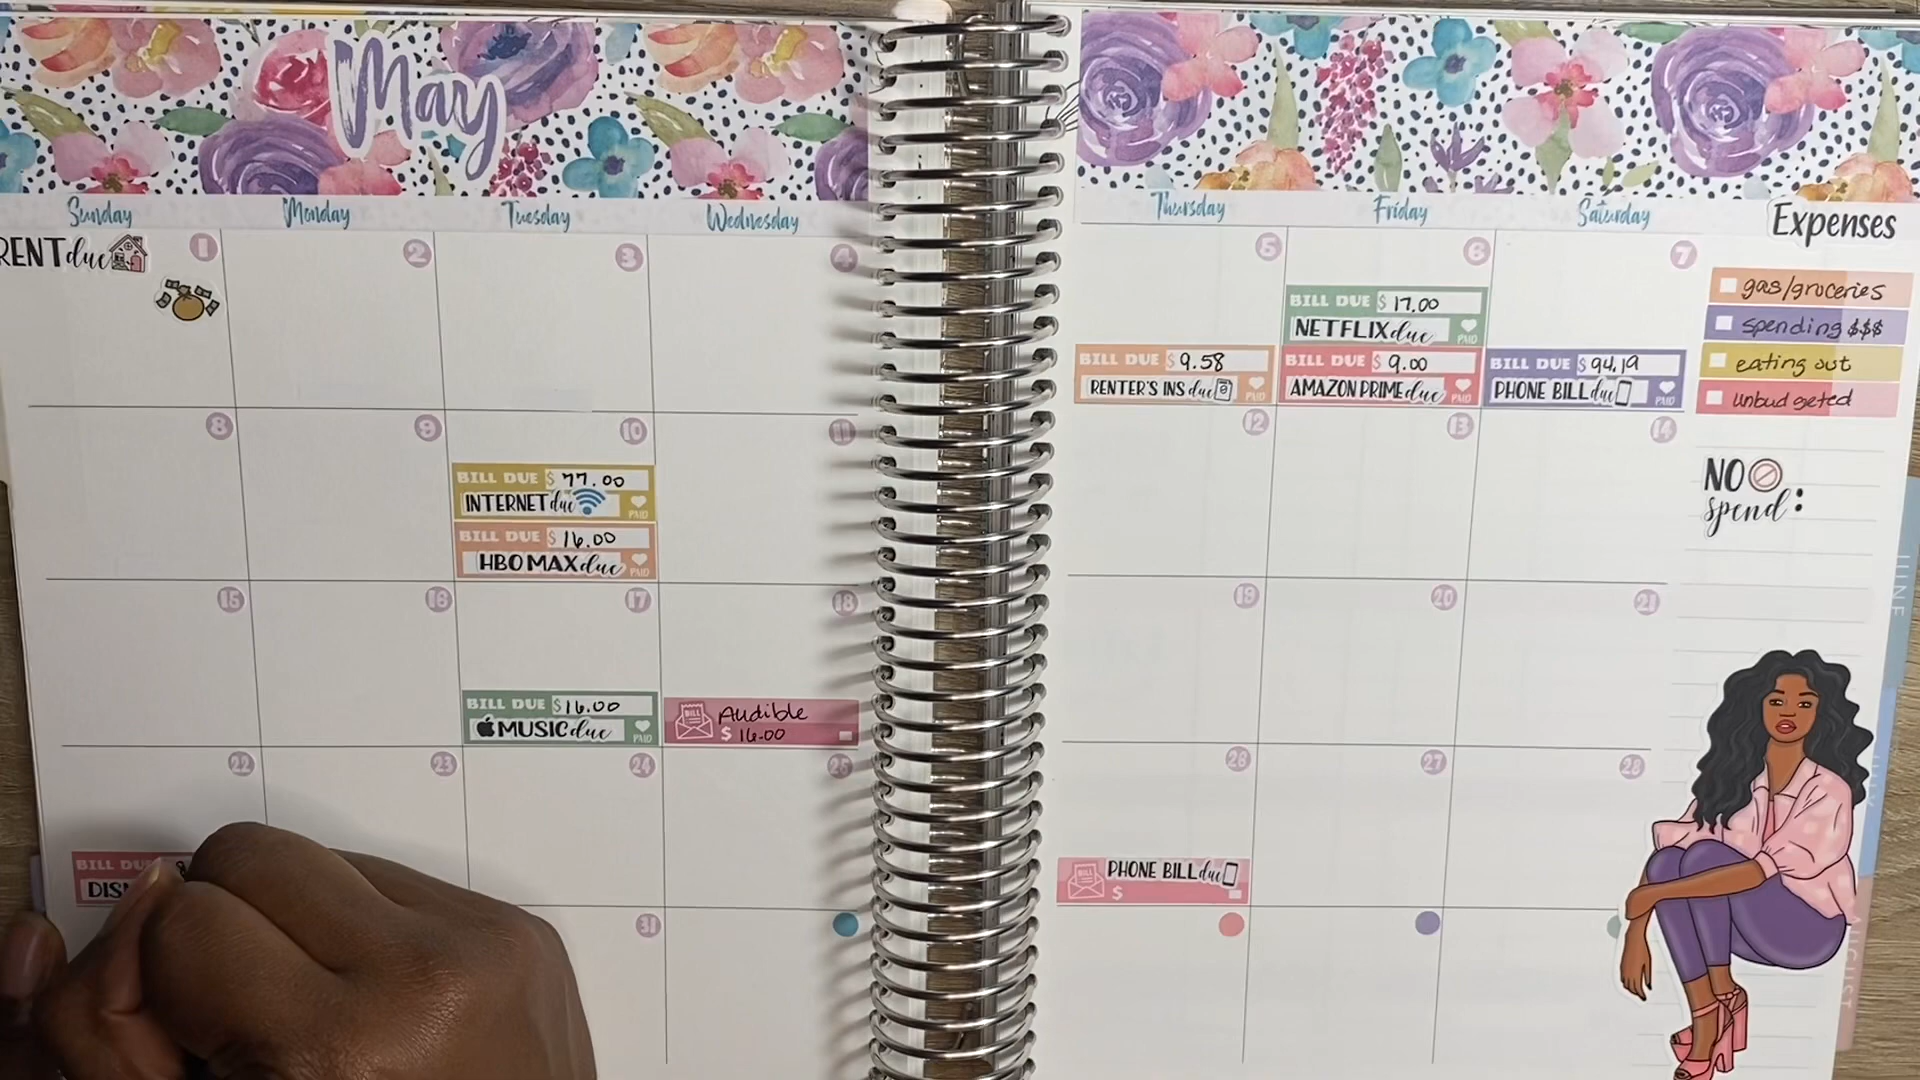 May
Sunday Monday Tuesday Wednesday Thursday Friday Saturday Expenses
RENT due 1 2 3 4 5 6 7
gas/groceries
spending $$$
eating out
unbudgeted
BILL DUE $ 17.00
NETFLIX due PAID
BILL DUE $ 9.58
RENTER'S INS due PAID
BILL DUE $ 9.00
AMAZON PRIME due PAID
BILL DUE $ 94.19
PHONE BILL due PAID
8 9 10 11 12 13 14
NO
spend:
BILL DUE $ 77.00
INTERNET due PAID
BILL DUE $ 16.00
HBO MAX due PAID
15 16 17 18 19 20 21
JUNE
BILL DUE $ 16.00
MUSIC due PAID
BILL Audible
$ 16.00
22 23 24 25 26 27 28
BILL DUE
BILL PHONE BILL due
$
31
AUGUST